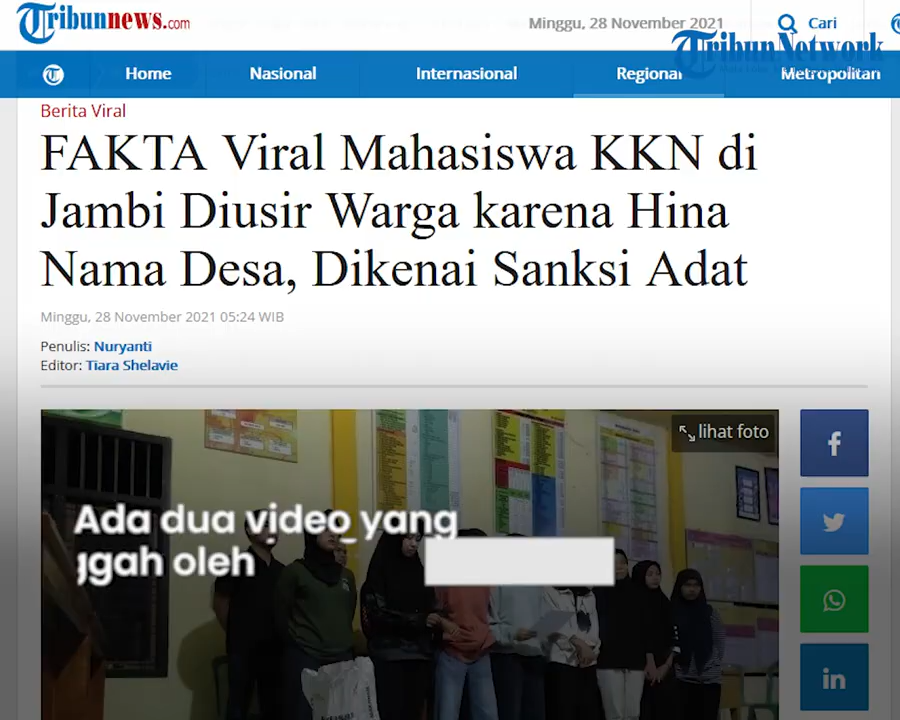 Tribunnews.com
Minggu, 28 November 2021
Cari
TribunNetwork
Home
Nasional
Internasional
Regional
Metropolitan
Berita Viral
FAKTA Viral Mahasiswa KKN di
Jambi Diusir Warga karena Hina
Nama Desa, Dikenai Sanksi Adat
Minggu, 28 November 2021 05:24 WIB
Penulis: Nuryanti
Editor: Tiara Shelavie
lihat foto
Ada dua video yang
ggah oleh